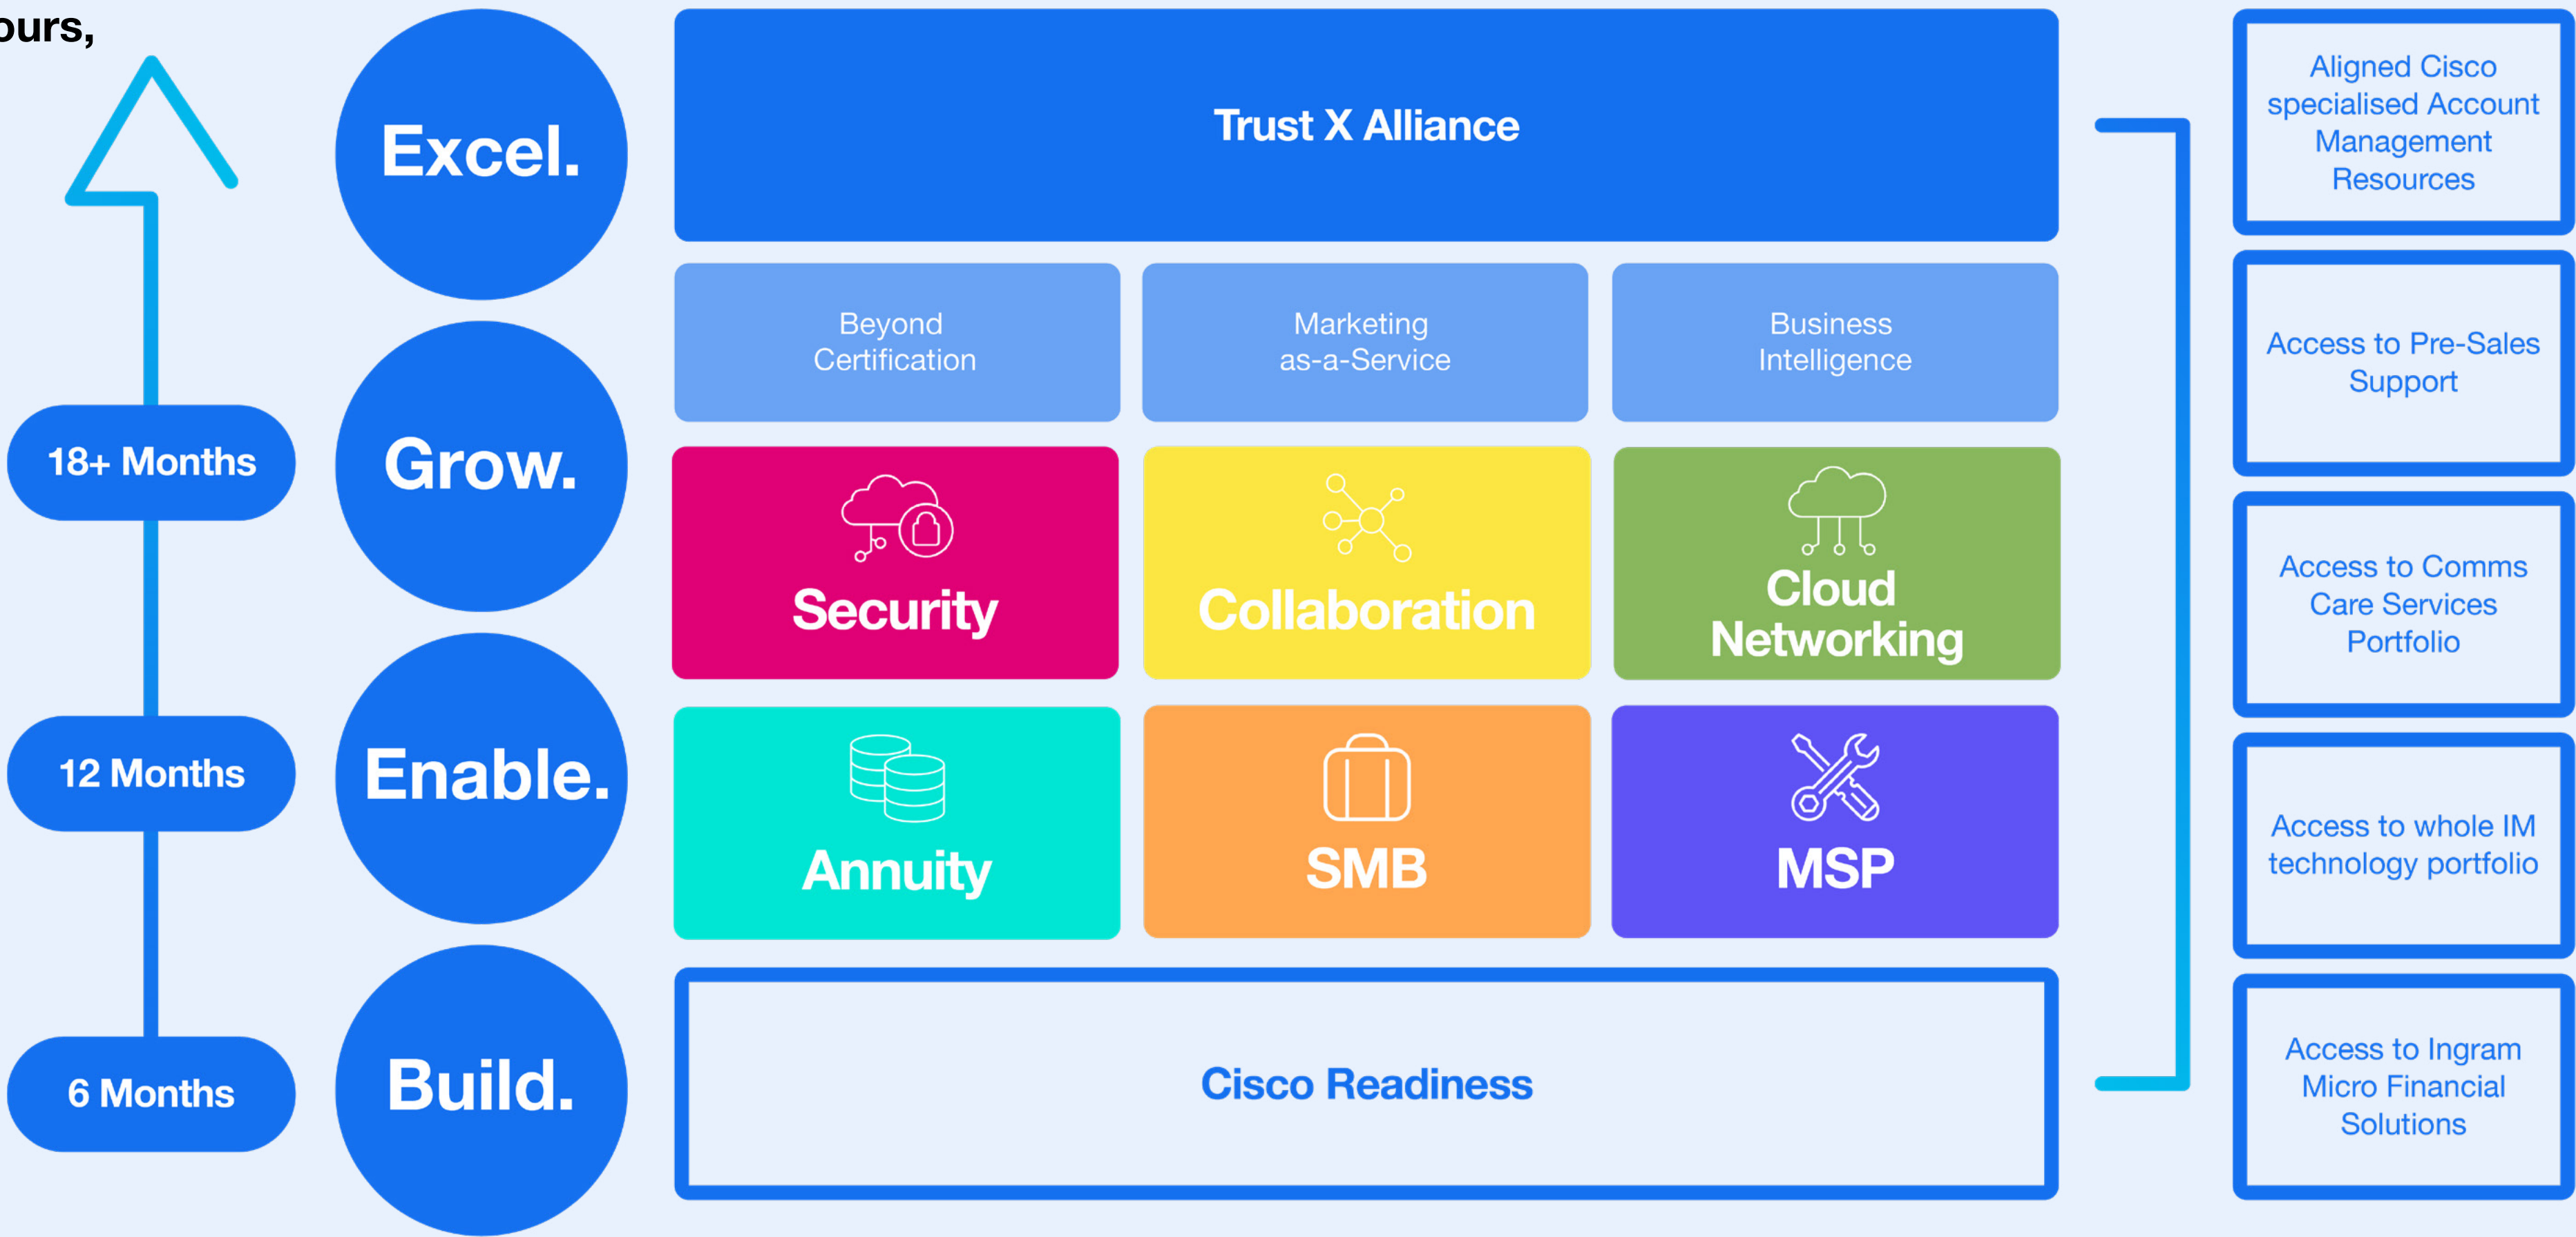 ours,
Excel.
Grow.
Enable.
Build.
18+ Months
12 Months
6 Months
Trust X Alliance
Beyond
Certification
Marketing
as-a-Service
Business
Intelligence
Security
Collaboration
Cloud
Networking
Annuity
SMB
MSP
Cisco Readiness
Aligned Cisco
specialised Account
Management
Resources
Access to Pre-Sales
Support
Access to Comms
Care Services
Portfolio
Access to whole IM
technology portfolio
Access to Ingram
Micro Financial
Solutions